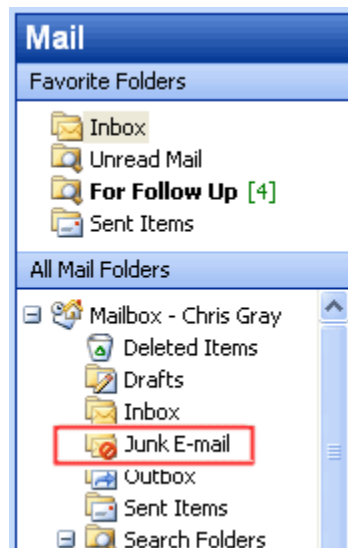 Mail
Favorite Folders
Inbox
Unread Mail
For Follow Up [4]
Sent Items
All Mail Folders
Mailbox - Chris Gray
Deleted Items
Drafts
Inbox
Junk E-mail
Outbox
Sent Items
Search Folders